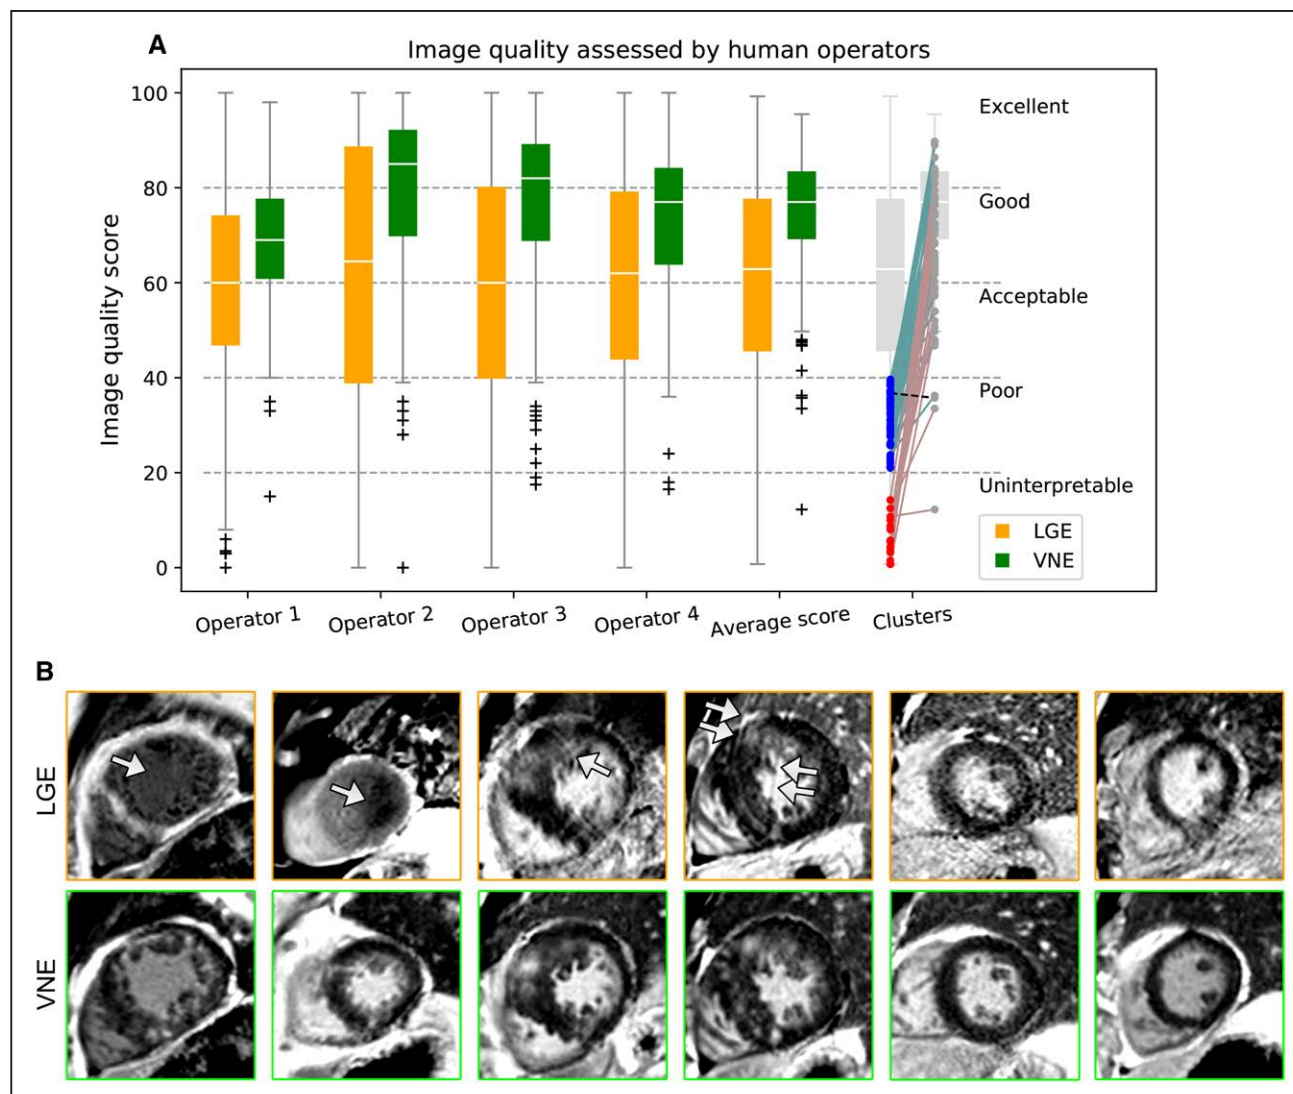 A
Image quality assessed by human operators
Image quality score
100
80
60
40
20
0
Excellent
Good
Acceptable
Poor
Uninterpretable
LGE
VNE
Operator 1
Operator 2
Operator 3
Operator 4
Average score
Clusters
B
LGE
VNE